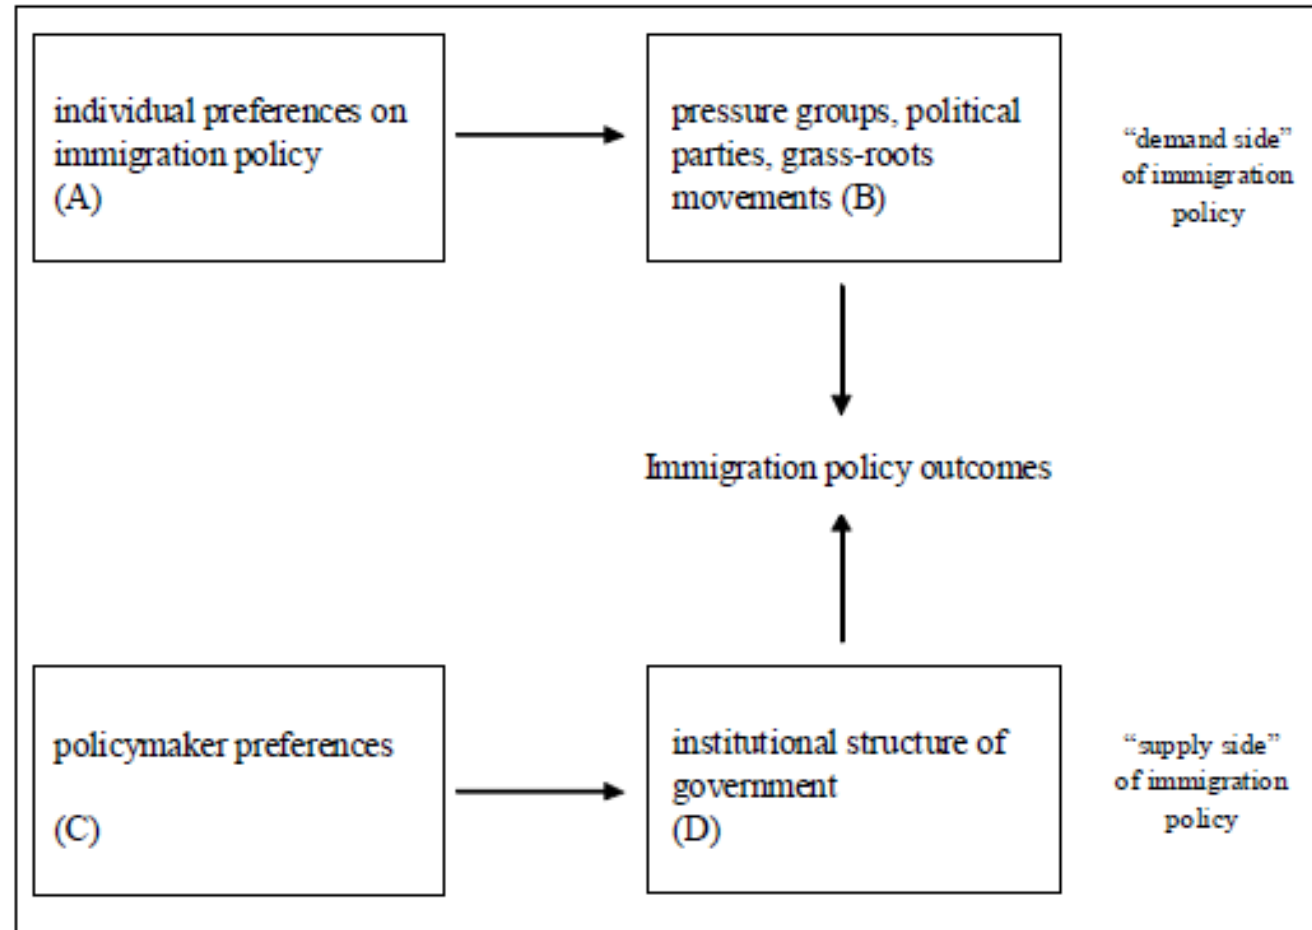 individual preferences on
immigration policy
(A)
pressure groups, political
parties, grass-roots
movements (B)
“demand side”
of immigration
policy
Immigration policy outcomes
policymaker preferences
(C)
institutional structure of
government
(D)
“supply side”
of immigration
policy